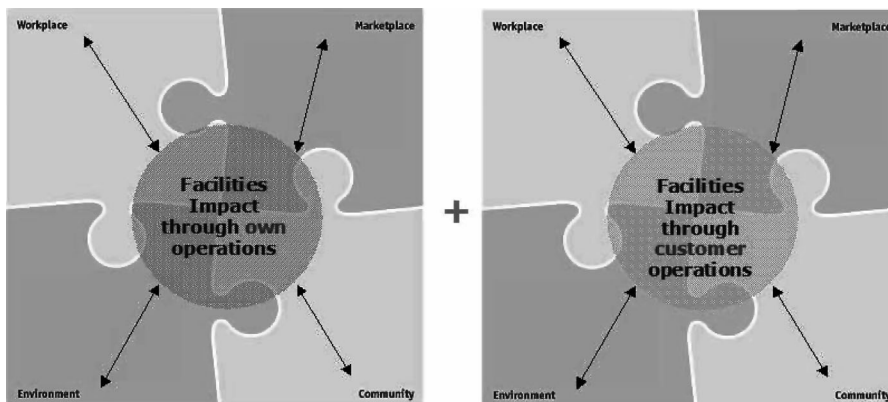 Workplace
Marketplace
Facilities
Impact
through own
operations
Environment
Community
+
Workplace
Marketplace
Facilities
Impact
through
customer
operations
Environment
Community